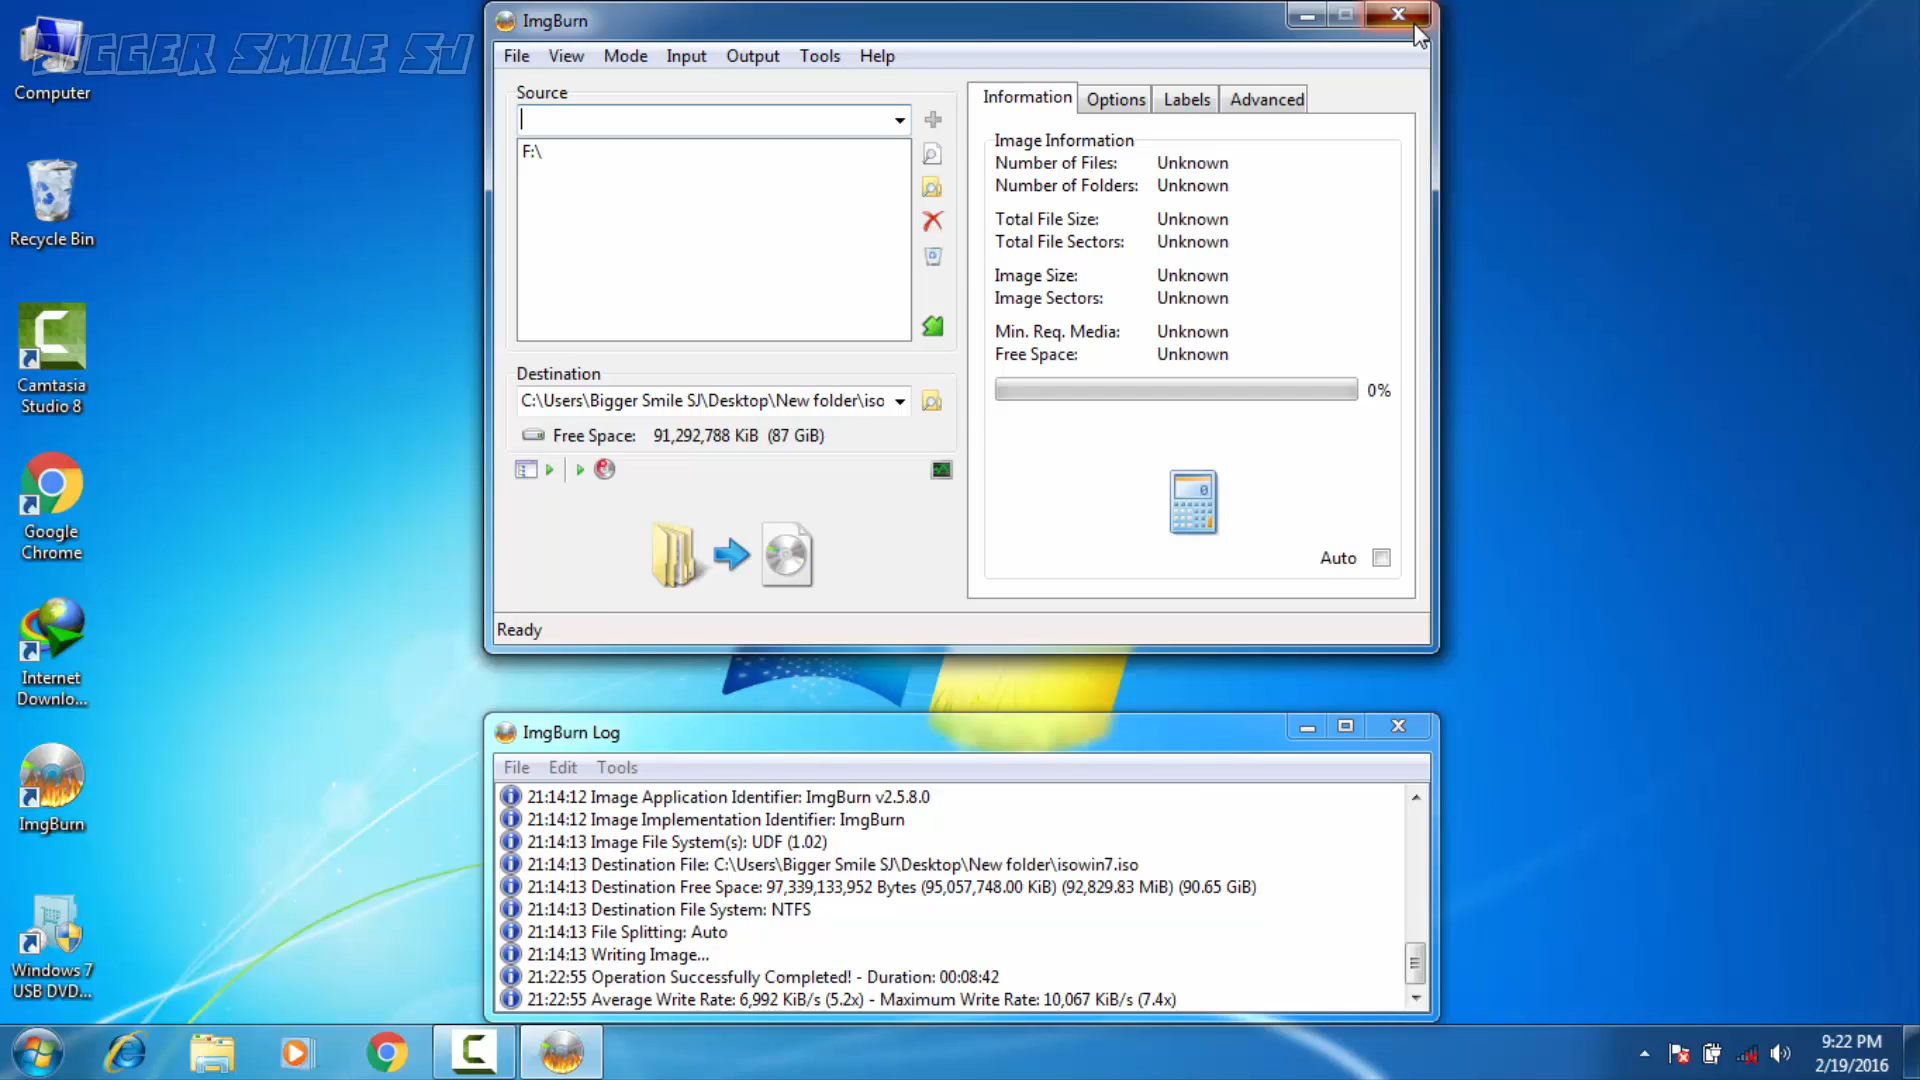 BIGGER SMILE SJ
Computer
Recycle Bin
Camtasia
Studio 8
Google
Chrome
Internet
Downlo...
ImgBurn
Windows 7
USB DVD...
ImgBurn
File View Mode Input Output Tools Help
Source
F:\
Destination
C:\Users\Bigger Smile SJ\Desktop\New folder\iso
Free Space: 91,292,788 KiB (87 GiB)
Information Options Labels Advanced
Image Information
Number of Files: Unknown
Number of Folders: Unknown
Total File Size: Unknown
Total File Sectors: Unknown
Image Size: Unknown
Image Sectors: Unknown
Min. Req. Media: Unknown
Free Space: Unknown
0%
0
Auto
Ready
ImgBurn Log
File Edit Tools
21:14:12 Image Application Identifier: ImgBurn v2.5.8.0
21:14:12 Image Implementation Identifier: ImgBurn
21:14:13 Image File System(s): UDF (1.02)
21:14:13 Destination File: C:\Users\Bigger Smile SJ\Desktop\New folder\isowin7.iso
21:14:13 Destination Free Space: 97,339,133,952 Bytes (95,057,748.00 KiB) (92,829.83 MiB) (90.65 GiB)
21:14:13 Destination File System: NTFS
21:14:13 File Splitting: Auto
21:14:13 Writing Image...
21:22:55 Operation Successfully Completed! - Duration: 00:08:42
21:22:55 Average Write Rate: 6,992 KiB/s (5.2x) - Maximum Write Rate: 10,067 KiB/s (7.4x)
9:22 PM
2/19/2016